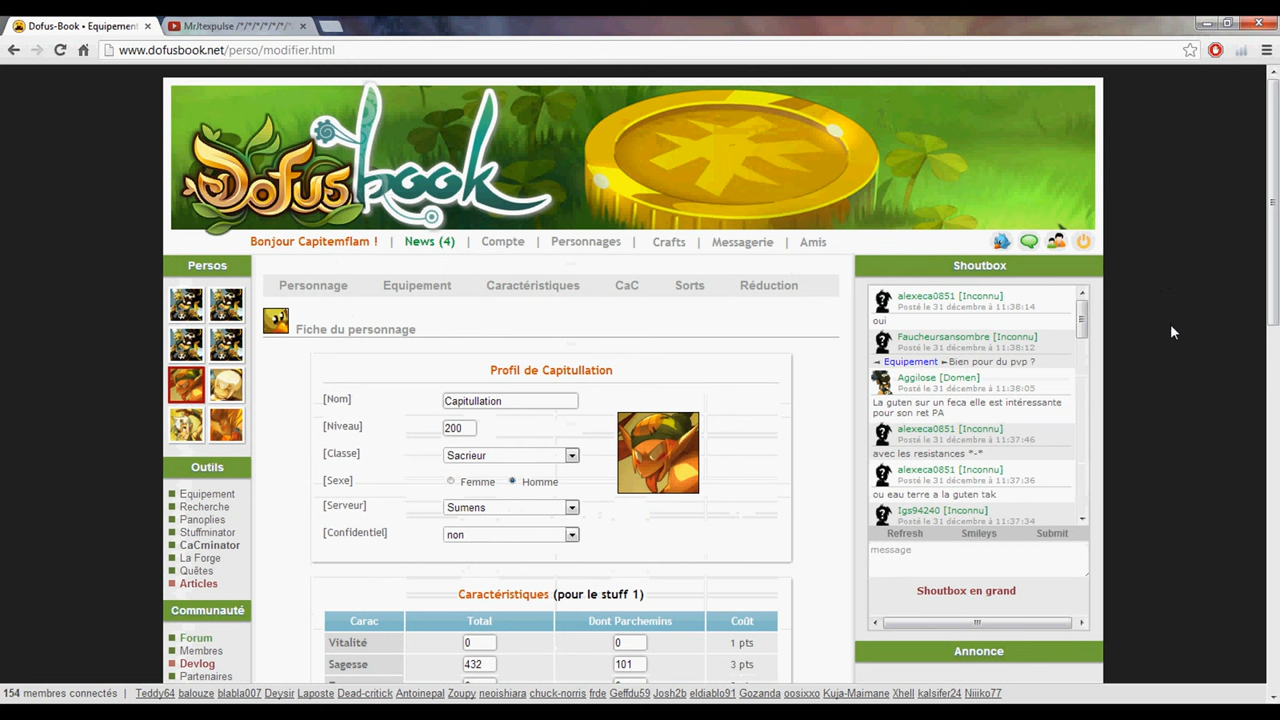 Dofus-Book • Equipement
MrJtexpulse /*/*/*/*/*/*/
www.dofusbook.net/perso/modifier.html
Dofus book
Bonjour Capitemflam ! | News (4) | Compte | Personnages | Crafts | Messagerie | Amis
Persos
Personnage Equipement Caractéristiques CaC Sorts Réduction
Fiche du personnage
Profil de Capitullation
[Nom] Capitullation
[Niveau] 200
[Classe] Sacrieur
[Sexe] Femme Homme
[Serveur] Sumens
[Confidentiel] non
Caractéristiques (pour le stuff 1)
Carac Total Dont Parchemins Coût
Vitalité 0 0 1 pts
Sagesse 432 101 3 pts
Outils
Equipement
Recherche
Panoplies
Stuffminator
CaCminator
La Forge
Quêtes
Articles
Communauté
Forum
Membres
Devlog
Partenaires
Shoutbox
alexeca0851 [Inconnu]
Posté le 31 décembre à 11:38:14
oui
Faucheursansombre [Inconnu]
Posté le 31 décembre à 11:38:12
◄ Equipement ► Bien pour du pvp ?
Aggilose [Domen]
Posté le 31 décembre à 11:38:05
La guten sur un feca elle est intéressante
pour son ret PA
alexeca0851 [Inconnu]
Posté le 31 décembre à 11:37:46
avec les resistances *-*
alexeca0851 [Inconnu]
Posté le 31 décembre à 11:37:36
ou eau terre a la guten tak
Igs94240 [Inconnu]
Posté le 31 décembre à 11:37:34
Refresh Smileys Submit
message
Shoutbox en grand
Annonce
154 membres connectés | Teddy64 balouze blabla007 Deysir Laposte Dead-critick Antoinepal Zoupy neoishiara chuck-norris frde Geffdu59 Josh2b eldiablo91 Gozanda oosixxo Kuja-Maimane Xhell kalsifer24 Niiiko77